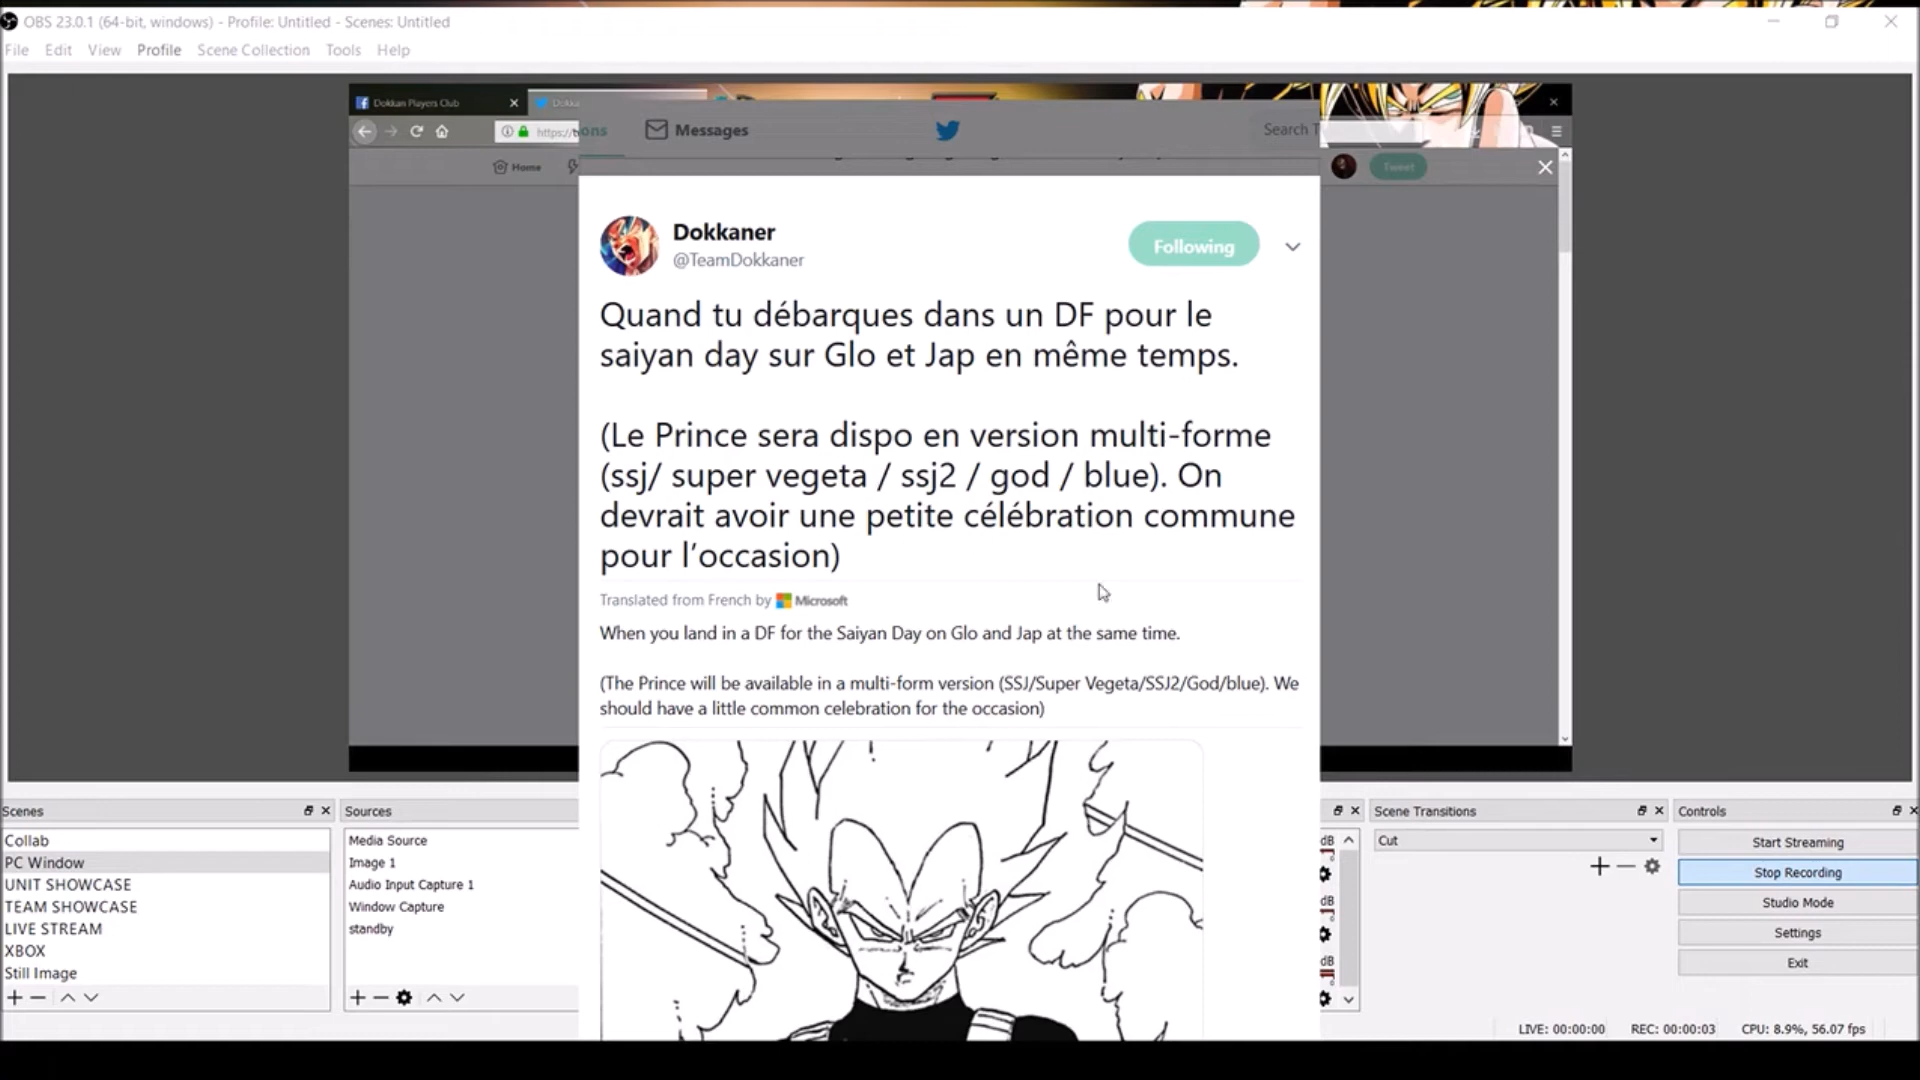 OBS 23.0.1 (64-bit, windows) - Profile: Untitled - Scenes: Untitled
File Edit View Profile Scene Collection Tools Help
Dokkan Players Club
https://
ons Messages Search T
Home Tweet
Dokkaner
@TeamDokkaner
Following
Quand tu débarques dans un DF pour le
saiyan day sur Glo et Jap en même temps.
(Le Prince sera dispo en version multi-forme
(ssj/ super vegeta / ssj2 / god / blue). On
devrait avoir une petite célébration commune
pour l’occasion)
Translated from French by Microsoft
When you land in a DF for the Saiyan Day on Glo and Jap at the same time.
(The Prince will be available in a multi-form version (SSJ/Super Vegeta/SSJ2/God/blue). We
should have a little common celebration for the occasion)
Scenes
Collab
PC Window
UNIT SHOWCASE
TEAM SHOWCASE
LIVE STREAM
XBOX
Still Image
Sources
Media Source
Image 1
Audio Input Capture 1
Window Capture
standby
dB
dB
dB
Scene Transitions
Cut
Controls
Start Streaming
Stop Recording
Studio Mode
Settings
Exit
LIVE: 00:00:00 REC: 00:00:03 CPU: 8.9%, 56.07 fps